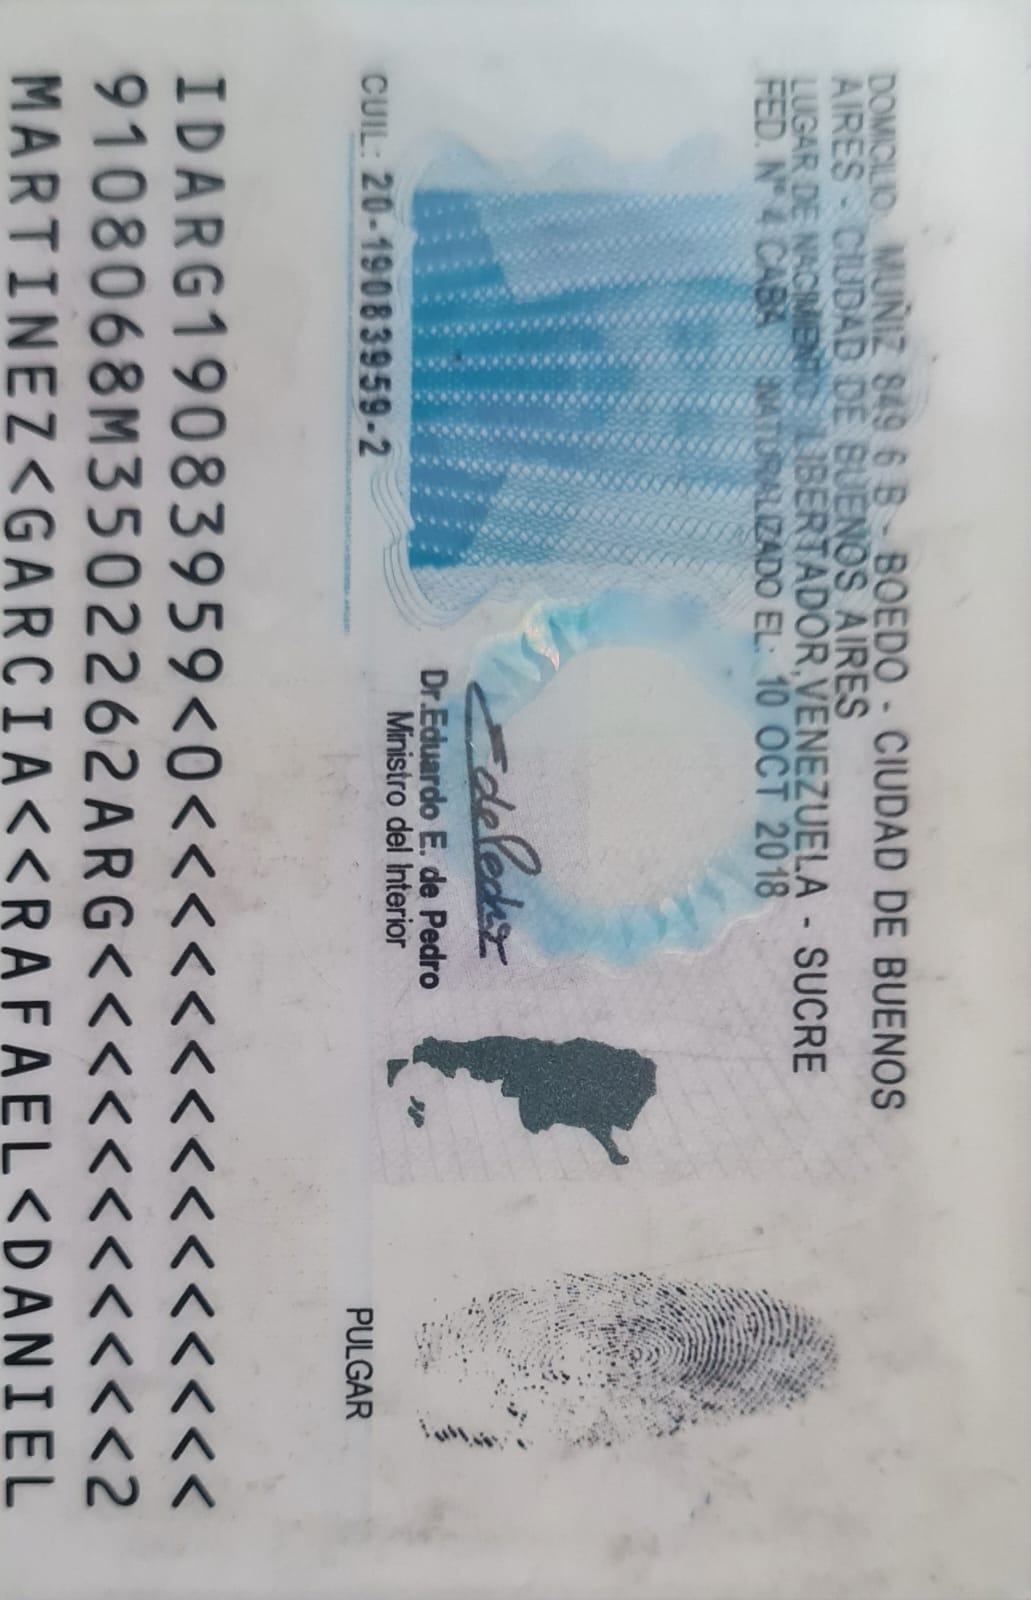 DOMICILIO: MUÑIZ 849 6 B - BOEDO - CIUDAD DE BUENOS
AIRES - CIUDAD DE BUENOS AIRES
LUGAR DE NACIMIENTO: LIBERTADOR,VENEZUELA - SUCRE
FED. Nº 4 CABA NATURALIZADO EL: 10 OCT 2018
Dr.Eduardo E. de Pedro
Ministro del Interior
CUIL: 20-19083959-2
PULGAR
IDARG19083959<0<<<<<<<<<<<<<<<
9108068M3502262ARG<<<<<<<<<<<2
MARTINEZ<GARCIA<<RAFAEL<DANIEL